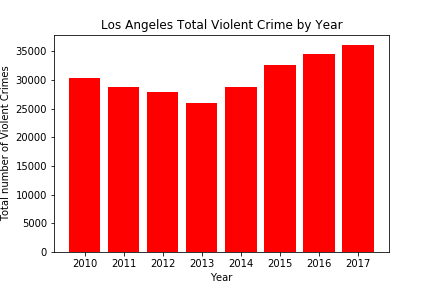 Los Angeles Total Violent Crime by Year
Total number of Violent Crimes
35000
30000
25000
20000
15000
10000
5000
0
2010 2011 2012 2013 2014 2015 2016 2017
Year